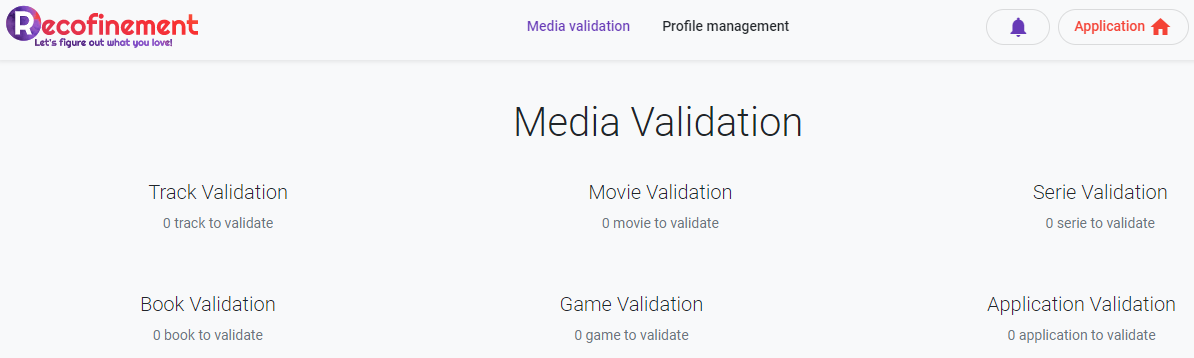 Recofinement
Let's figure out what you love!
Media validation
Profile management
Application
Media Validation
Track Validation
Movie Validation
Serie Validation
0 track to validate
0 movie to validate
0 serie to validate
Book Validation
Game Validation
Application Validation
0 book to validate
0 game to validate
0 application to validate